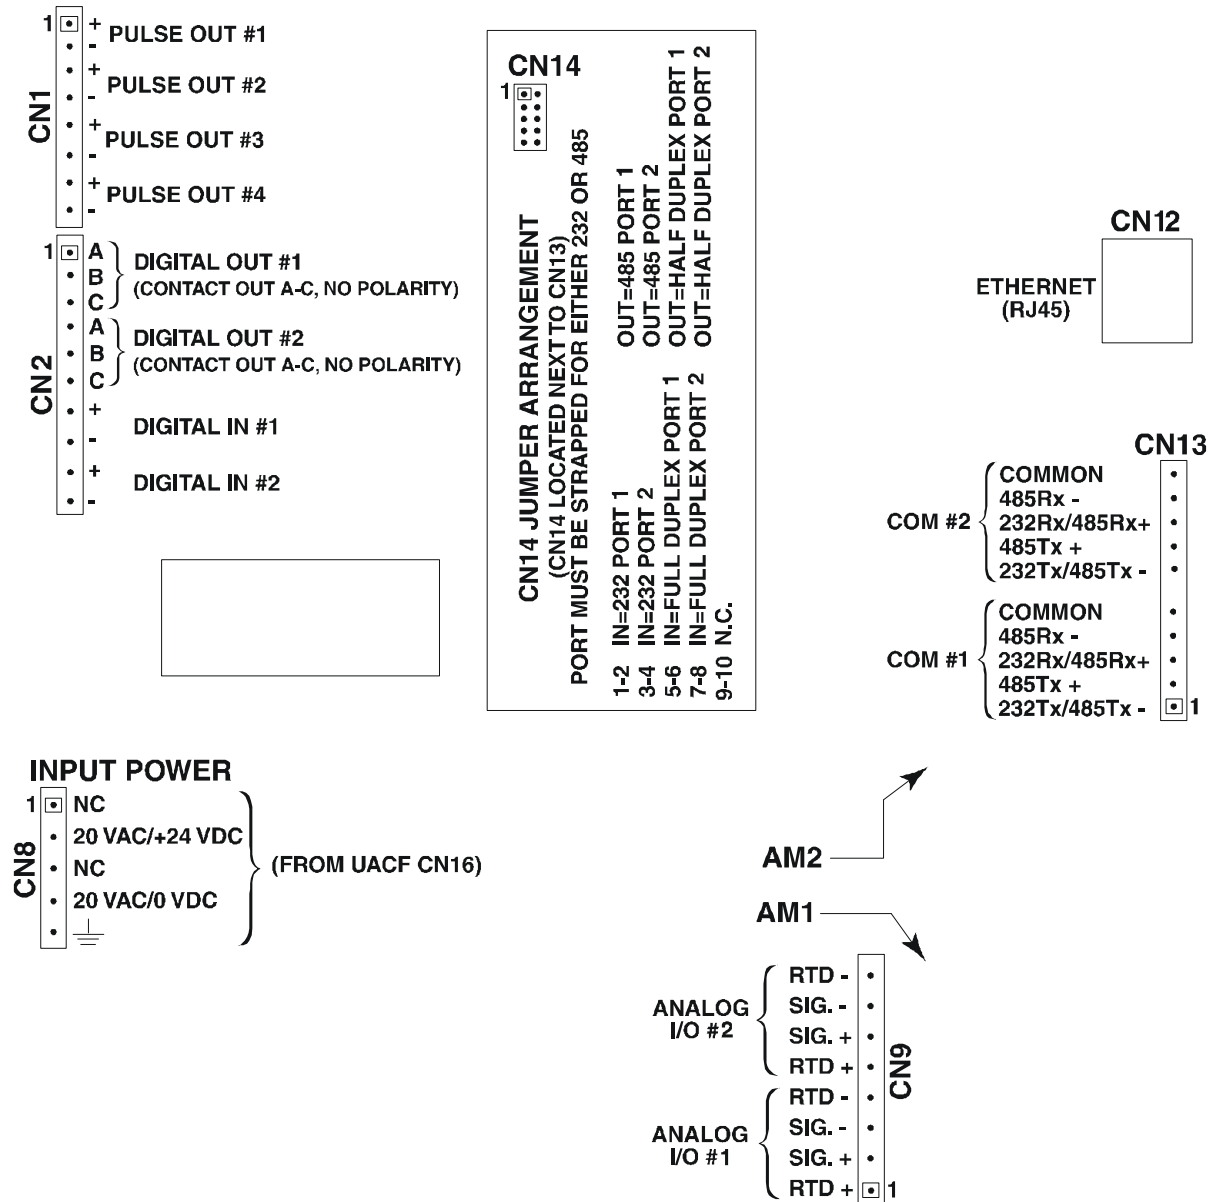 1
+
PULSE OUT #1
-
+
PULSE OUT #2
-
+
PULSE OUT #3
-
+
PULSE OUT #4
-
CN1
1
A
B
C
DIGITAL OUT #1
(CONTACT OUT A-C, NO POLARITY)
A
B
C
DIGITAL OUT #2
(CONTACT OUT A-C, NO POLARITY)
+
DIGITAL IN #1
-
+
DIGITAL IN #2
-
CN2
CN14
1
CN14 JUMPER ARRANGEMENT
(CN14 LOCATED NEXT TO CN13)
PORT MUST BE STRAPPED FOR EITHER 232 OR 485
1-2 IN=232 PORT 1 OUT=485 PORT 1
3-4 IN=232 PORT 2 OUT=485 PORT 2
5-6 IN=FULL DUPLEX PORT 1 OUT=HALF DUPLEX PORT 1
7-8 IN=FULL DUPLEX PORT 2 OUT=HALF DUPLEX PORT 2
9-10 N.C.
CN12
ETHERNET
(RJ45)
CN13
COM #2
COMMON
485Rx -
232Rx/485Rx+
485Tx +
232Tx/485Tx -
COM #1
COMMON
485Rx -
232Rx/485Rx+
485Tx +
232Tx/485Tx -
1
INPUT POWER
1 NC
20 VAC/+24 VDC
NC
20 VAC/0 VDC
CN8
(FROM UACF CN16)
AM2
AM1
ANALOG
I/O #2
RTD -
SIG. -
SIG. +
RTD +
ANALOG
I/O #1
RTD -
SIG. -
SIG. +
RTD +
1
CN9